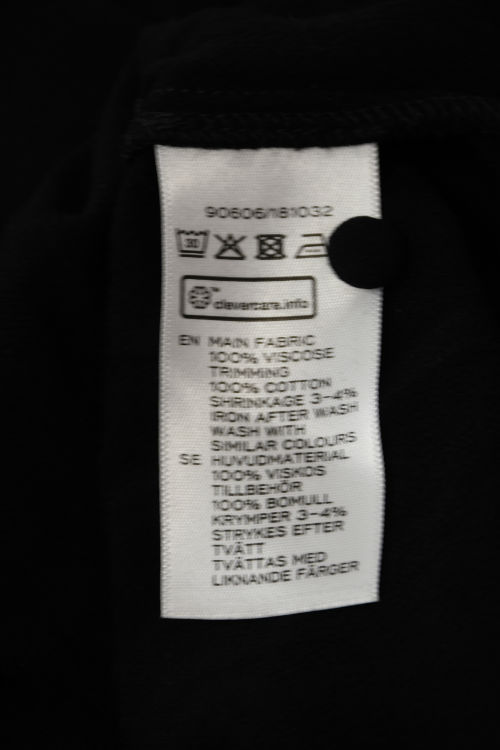 90606/181032
30
clevercare.info
EN MAIN FABRIC
100% VISCOSE
TRIMMING
100% COTTON
SHRINKAGE 3-4%
IRON AFTER WASH
WASH WITH
SIMILAR COLOURS
SE HUVUDMATERIAL
100% VISKOS
TILLBEHÖR
100% BOMULL
KRYMPER 3-4%
STRYKES EFTER
TVÄTT
TVÄTTAS MED
LIKNANDE FÄRGER